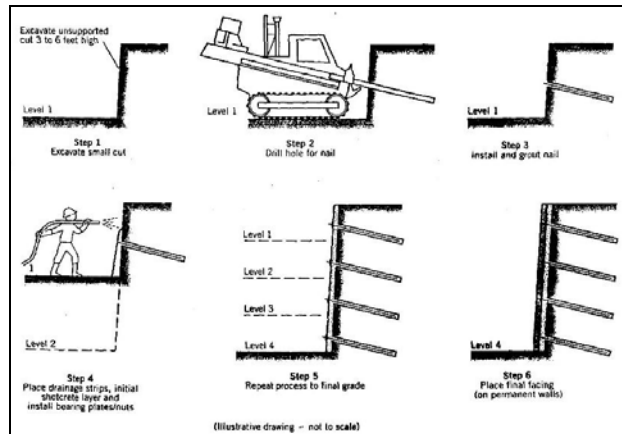 Excavate unsupported
cut 3 to 6 feet high
Level 1
Step 1
Excavate small cut
Level 1
Step 2
Drill hole for nail
Level 1
Step 3
install and grout nail
1
Level 2
Step 4
Place drainage strips, initial
shotcrete layer and
install bearing plates/nuts
Level 1
Level 2
Level 3
Level 4
Step 5
Repeat process to final grade
Level 4
Step 6
Place final facing
(on permanent walls)
(Illustrative drawing – not to scale)